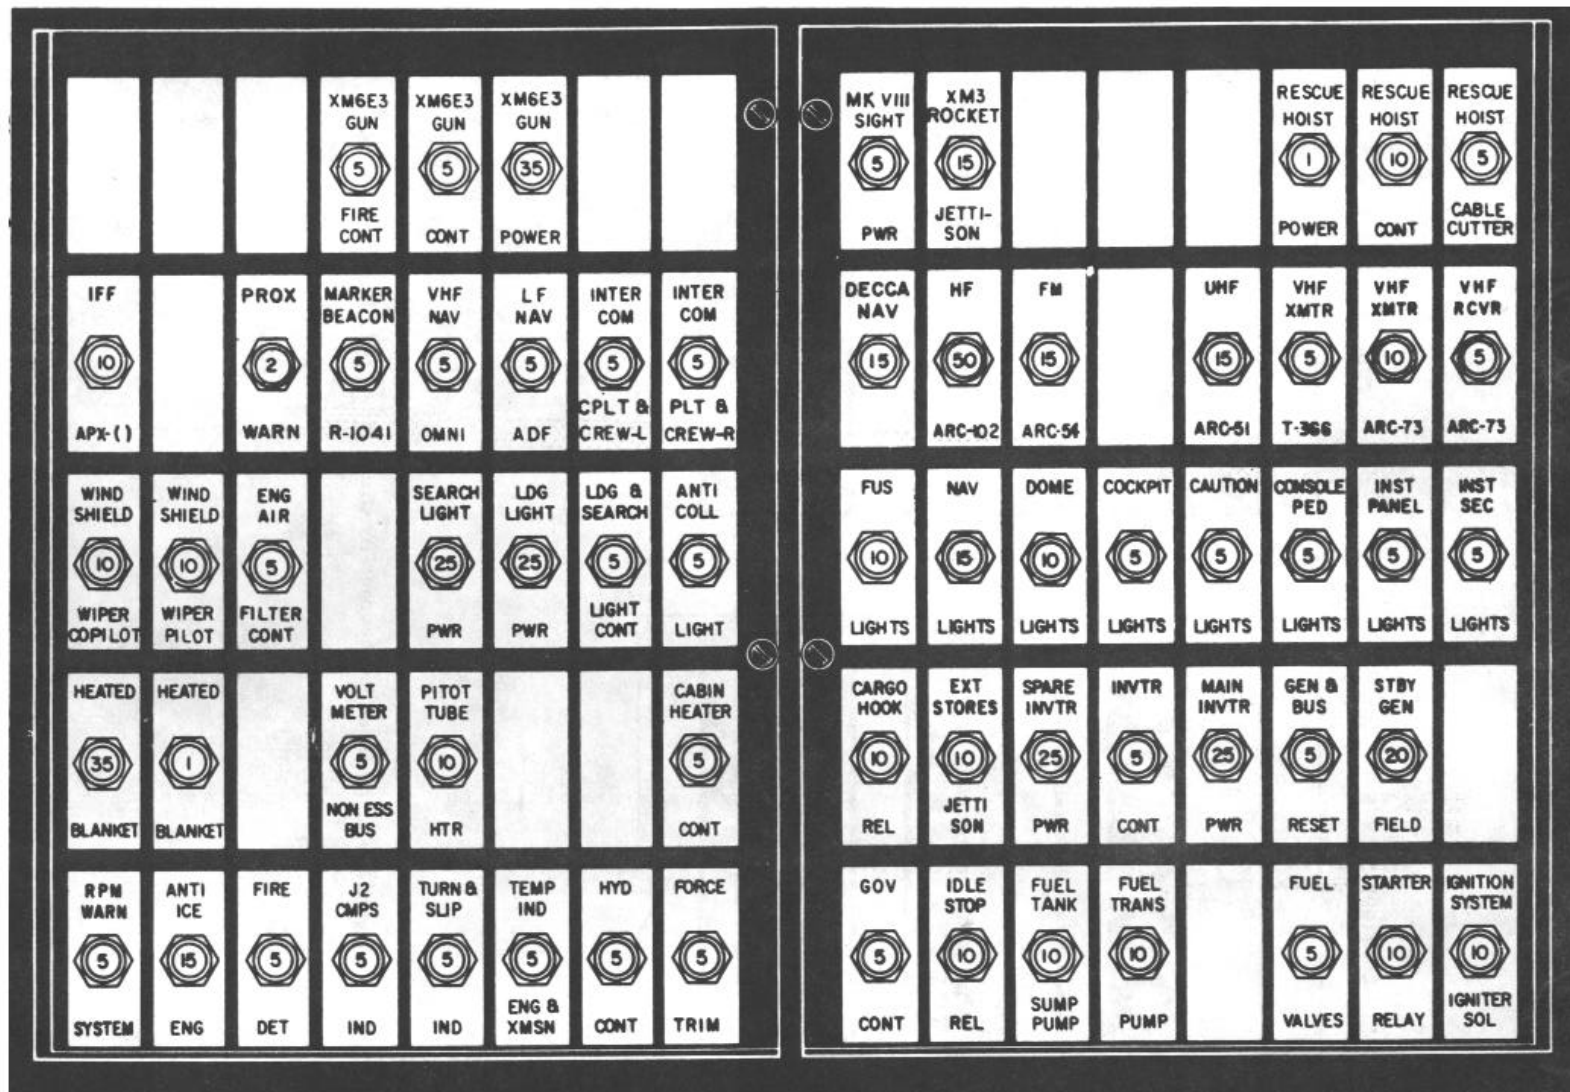 XM6E3
GUN
5
FIRE
CONT
XM6E3
GUN
5
CONT
XM6E3
GUN
35
POWER
IFF
10
APX-( )
PROX
2
WARN
MARKER
BEACON
5
R-1041
VHF
NAV
5
OMNI
LF
NAV
5
ADF
INTER
COM
5
CPLT &
CREW-L
INTER
COM
5
PLT &
CREW-R
WIND
SHIELD
10
WIPER
COPILOT
WIND
SHIELD
10
WIPER
PILOT
ENG
AIR
5
FILTER
CONT
SEARCH
LIGHT
25
PWR
LDG
LIGHT
25
PWR
LDG &
SEARCH
5
LIGHT
CONT
ANTI
COLL
5
LIGHT
HEATED
35
BLANKET
HEATED
1
BLANKET
VOLT
METER
5
NON ESS
BUS
PITOT
TUBE
10
HTR
CABIN
HEATER
5
CONT
RPM
WARN
5
SYSTEM
ANTI
ICE
15
ENG
FIRE
5
DET
J2
CMPS
5
IND
TURN &
SLIP
5
IND
TEMP
IND
5
ENG &
XMSN
HYD
5
CONT
FORCE
5
TRIM
MK VIII
SIGHT
5
PWR
XM3
ROCKET
15
JETTI-
SON
RESCUE
HOIST
1
POWER
RESCUE
HOIST
10
CONT
RESCUE
HOIST
5
CABLE
CUTTER
DECCA
NAV
15
HF
50
ARC-102
FM
15
ARC-54
UHF
15
ARC-51
VHF
XMTR
5
T-366
VHF
XMTR
10
ARC-73
VHF
RCVR
5
ARC-73
FUS
10
LIGHTS
NAV
15
LIGHTS
DOME
10
LIGHTS
COCKPIT
5
LIGHTS
CAUTION
5
LIGHTS
CONSOLE
PED
5
LIGHTS
INST
PANEL
5
LIGHTS
INST
SEC
5
LIGHTS
CARGO
HOOK
10
REL
EXT
STORES
10
JETTI
SON
SPARE
INVTR
25
PWR
INVTR
5
CONT
MAIN
INVTR
25
PWR
GEN &
BUS
5
RESET
STBY
GEN
20
FIELD
GOV
5
CONT
IDLE
STOP
10
REL
FUEL
TANK
10
SUMP
PUMP
FUEL
TRANS
10
PUMP
FUEL
5
VALVES
STARTER
10
RELAY
IGNITION
SYSTEM
10
IGNITER
SOL